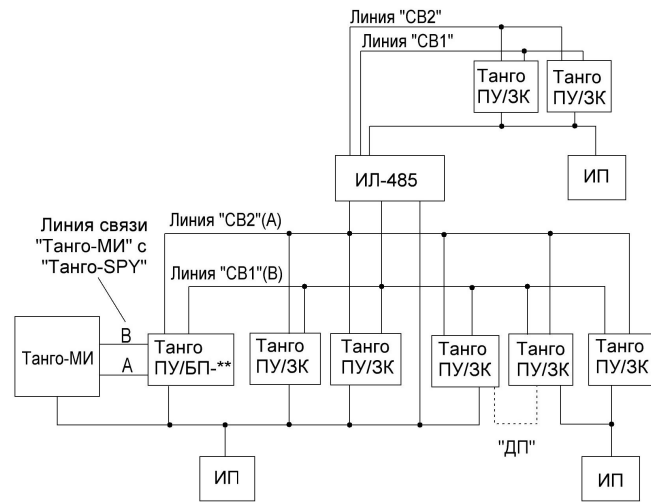 Линия "СВ2"
Линия "СВ1"
Танго
ПУ/ЗК
Танго
ПУ/ЗК
ИЛ-485
ИП
Линия связи
"Танго-МИ" с
"Танго-SPY"
Линия "СВ2"(А)
Линия "СВ1"(В)
В
А
Танго-МИ
Танго
ПУ/БП-**
Танго
ПУ/ЗК
Танго
ПУ/ЗК
Танго
ПУ/ЗК
Танго
ПУ/ЗК
Танго
ПУ/ЗК
"ДП"
ИП
ИП